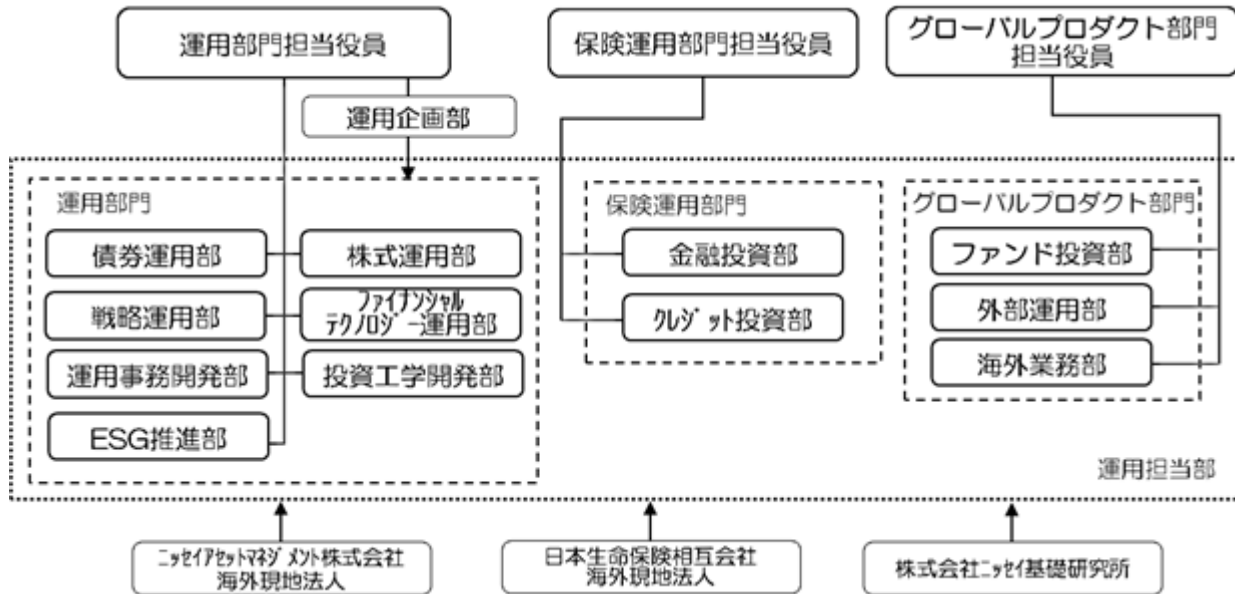 運用部門担当役員
保険運用部門担当役員
グローバルプロダクト部門
担当役員
運用企画部
運用部門
債券運用部
株式運用部
戦略運用部
ファイナンシャル
テクノロジー運用部
運用事務開発部
投資工学開発部
ESG推進部
保険運用部門
金融投資部
クレジット投資部
グローバルプロダクト部門
ファンド投資部
外部運用部
海外業務部
運用担当部
ニッセイアセットマネジメント株式会社
海外現地法人
日本生命保険相互会社
海外現地法人
株式会社ニッセイ基礎研究所